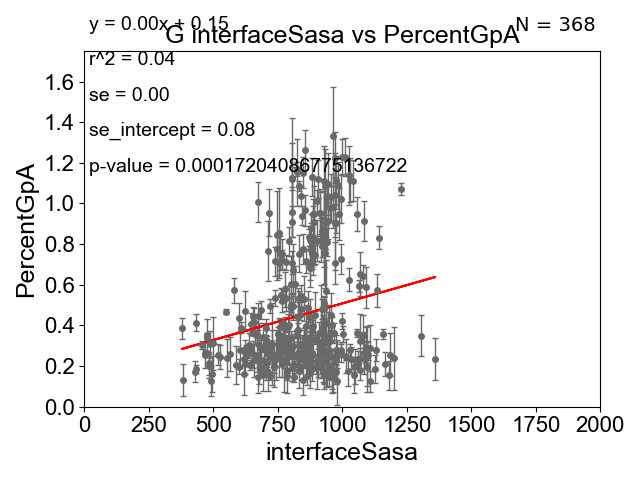 y = 0.00x + 0.15
N = 368
G interfaceSasa vs PercentGpA
r^2 = 0.04
se = 0.00
se_intercept = 0.08
p-value = 0.00017204086775136722
PercentGpA
1.6
1.4
1.2
1.0
0.8
0.6
0.4
0.2
0.0
0 250 500 750 1000 1250 1500 1750 2000
interfaceSasa